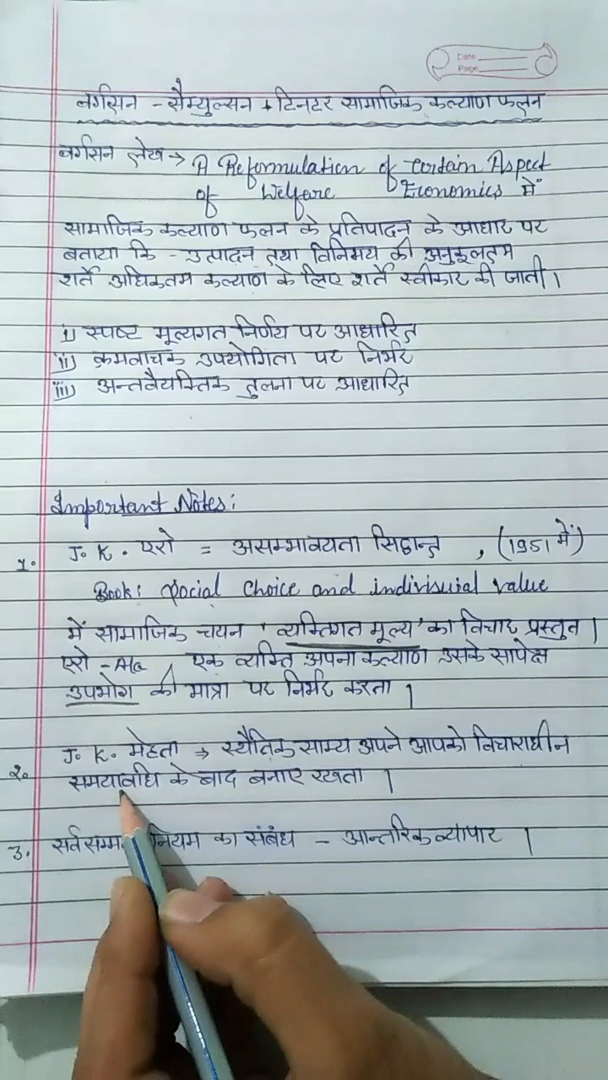 Date
Page
बर्गसन - सैम्युल्सन + टिनटर सामाजिक कल्याण फलन
बर्गसन लेख → A Reformulation of certain Aspect
of Welfare Economics में
सामाजिक कल्याण फलन के प्रतिपादन के आधार पर
बताया कि - उत्पादन तथा विनिमय की अनुकूलतम
शर्तें अधिकतम कल्याण के लिए शर्तें स्वीकार की जाती।
i) स्पष्ट मूल्यगत निर्णय पर आधारित
ii) क्रमवाचक उपयोगिता पर निर्भर
iii) अन्तवैयक्तिक तुलना पर आधारित
Important Notes:
1. J. K. एरो = असम्भाव्यता सिद्धान्त , (1951 में)
Book: Social choice and indivisuial value
में सामाजिक चयन 'व्यक्तिगत मूल्य' का विचार प्रस्तुत।
एरो - A/c , एक व्यक्ति अपना कल्याण उसके सापेक्ष
उपभोग की मात्रा पर निर्भर करता।
2. J. K. मेहता → स्थैतिक साम्य अपने आपको विचाराधीन
समयावधि के बाद बनाए रखता।
3. नियम का संबंध - आन्तरिक व्यापार।